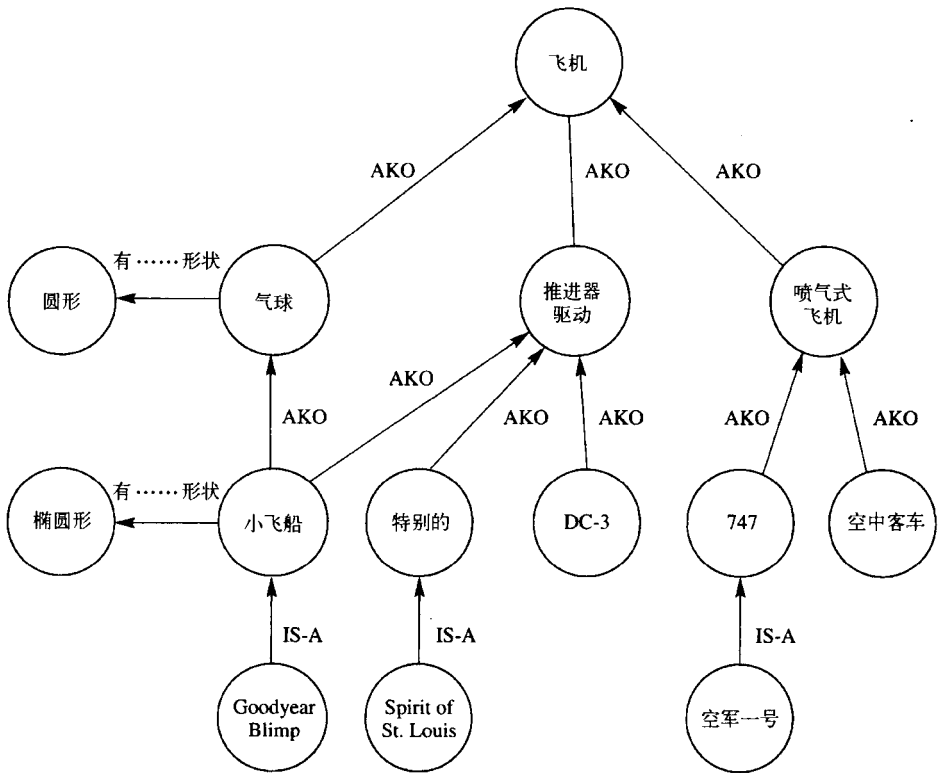 飞机
AKO
AKO
AKO
有……形状
圆形
气球
推进器
驱动
喷气式
飞机
AKO
AKO
AKO
AKO
AKO
AKO
有……形状
椭圆形
小飞船
特别的
DC-3
747
空中客车
IS-A
IS-A
IS-A
Goodyear
Blimp
Spirit of
St. Louis
空军一号